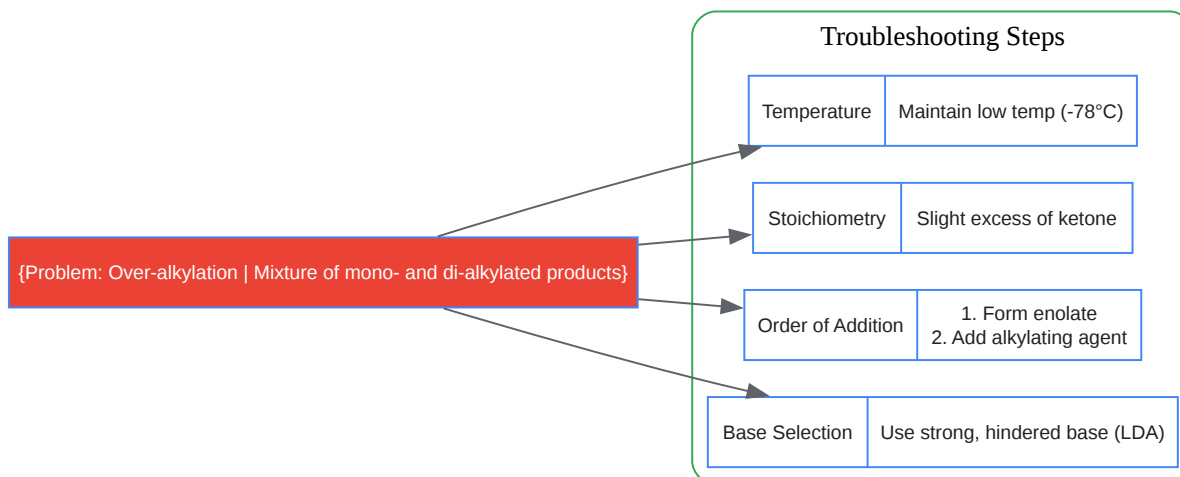 Troubleshooting Steps
Temperature
Maintain low temp (-78°C)
Stoichiometry
Slight excess of ketone
{Problem: Over-alkylation | Mixture of mono- and di-alkylated products}
Order of Addition
1. Form enolate
2. Add alkylating agent
Base Selection
Use strong, hindered base (LDA)